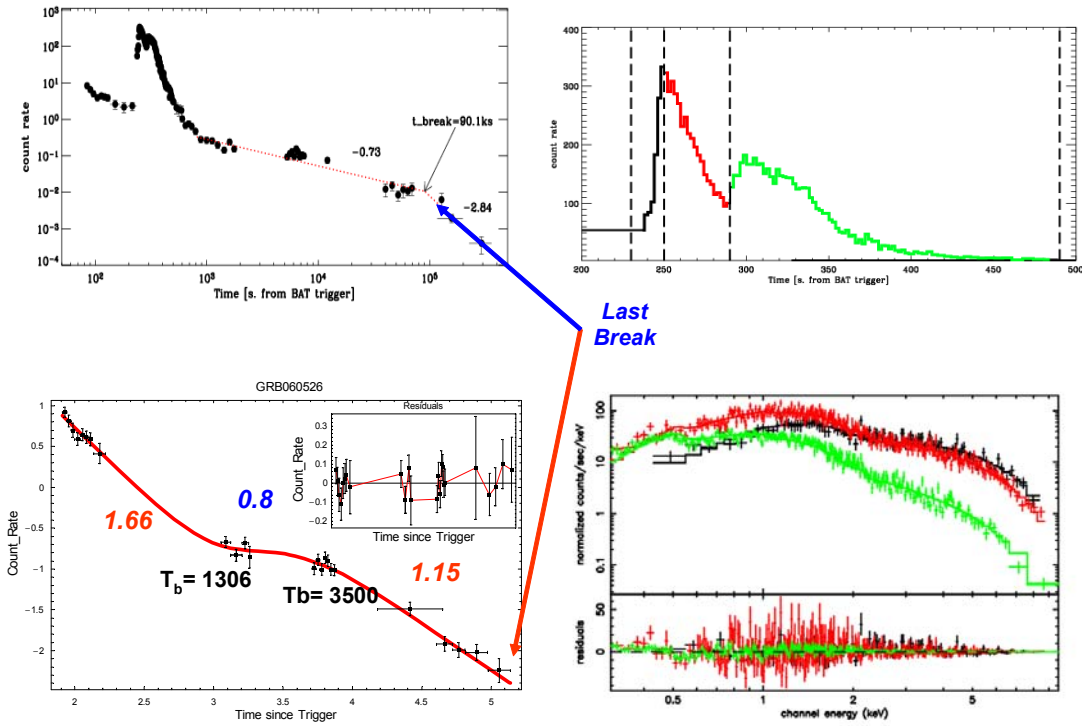 10³
10²
10¹
10⁰
10⁻¹
10⁻²
10⁻³
10⁻⁴
count rate
t_break=90.1ks
−0.73
−2.84
10² 10³ 10⁴ 10⁵
Time [s. from BAT trigger]
400
300
200
100
count rate
200 250 300 350 400 450 500
Time [s. from BAT trigger]
Last
Break
GRB060526
1
0.5
0
−0.5
−1
−1.5
−2
Count_Rate
Residuals
0.3
0.2
0.1
0
−0.1
−0.2
Count_Rate
Time since Trigger
1.66
0.8
1.15
Tb= 1306
Tb= 3500
2 2.5 3 3.5 4 4.5 5
Time since Trigger
100
10
1
0.1
normalized counts/sec/keV
50
0
residuals
0.5 1 2 5
channel energy (keV)